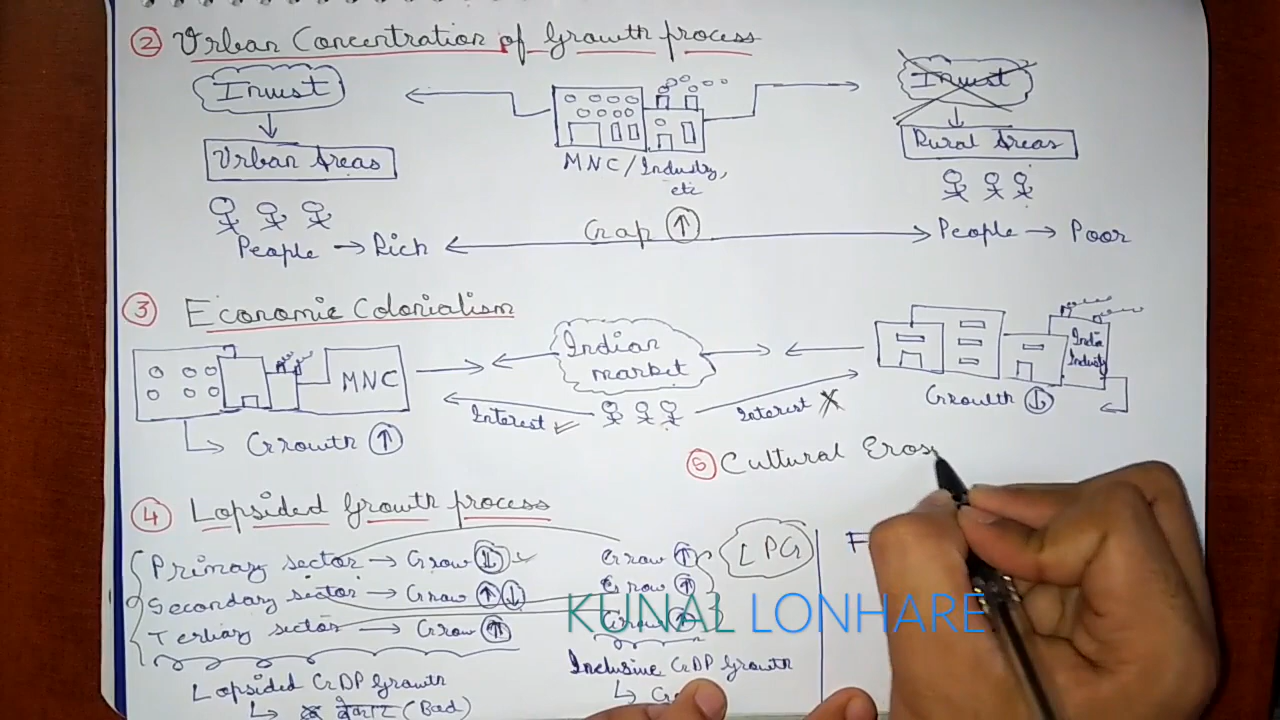 ② Urban Concentration of Growth process
Invest
Invest
Urban Areas
MNC/Industry,
etc
Rural Areas
People → Rich
Gap ↑
People → Poor
③ Economic Colonialism
MNC
Indian
market
India
Industry
Interest ✓
Interest X
Growth ↑
Growth ↓
⑤ Cultural Eros
④ Lopsided Growth process
Primary sector → Grow ↓ ✓
Secondary sector → Grow ↑ ↓
Tertiary sector → Grow ↑
Grow ↑
Grow ↑
Grow ↑
LPG
F
KUNAL LONHARE
Lopsided GDP Growth
↳ बेकार (Bad)
Inclusive GDP Growth